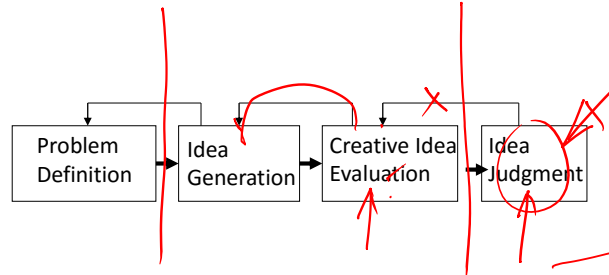 Problem
Definition
Idea
Generation
Creative Idea
Evaluation
Idea
Judgment